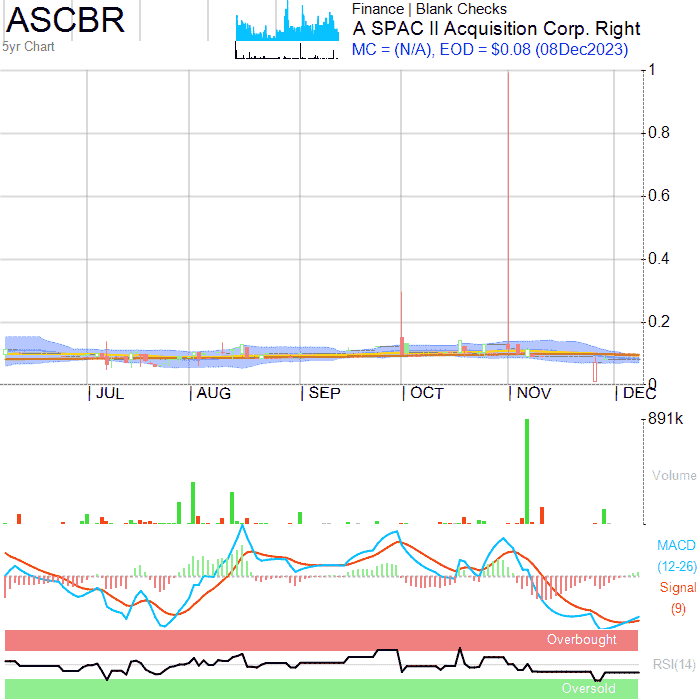 ASCBR
5yr Chart
Finance | Blank Checks
A SPAC II Acquisition Corp. Right
MC = (N/A), EOD = $0.08 (08Dec2023)
1
0.8
0.6
0.4
0.2
0
JUL AUG SEP OCT NOV DEC
891k
Volume
MACD
(12-26)
Signal
(9)
Overbought
RSI(14)
Oversold